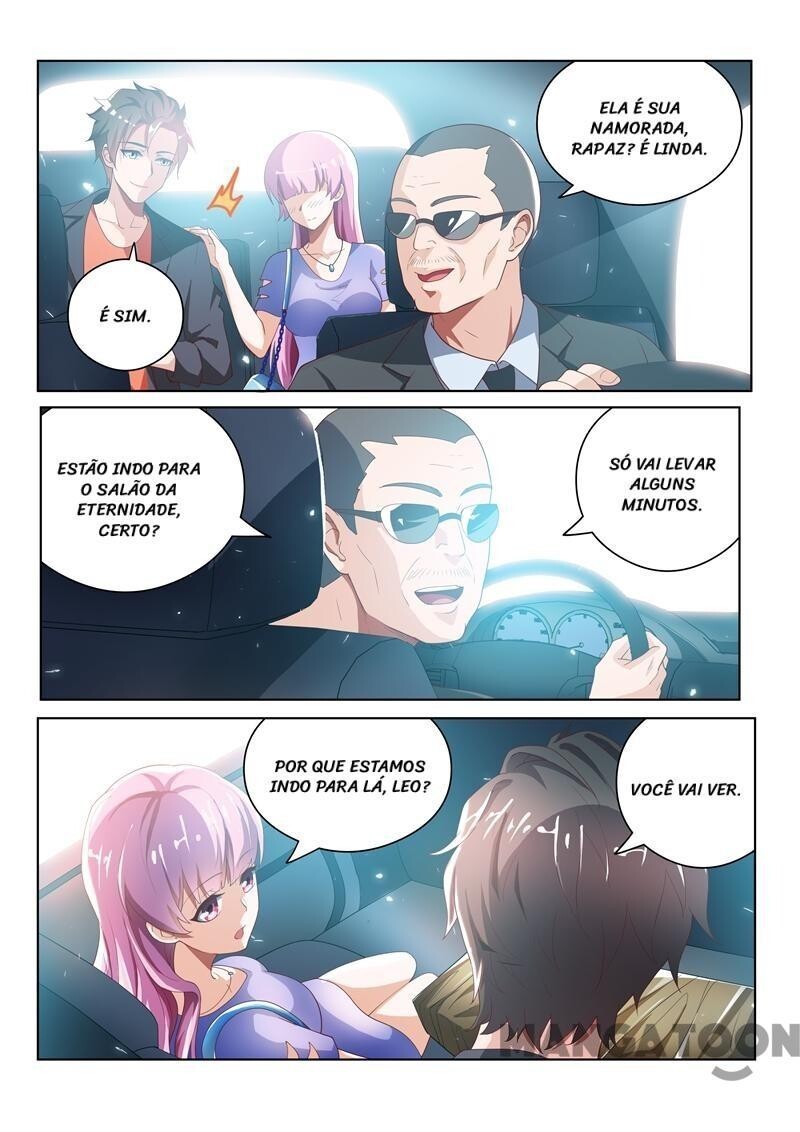 ELA É SUA
NAMORADA,
RAPAZ? É LINDA.
É SIM.
ESTÃO INDO PARA
O SALÃO DA
ETERNIDADE,
CERTO?
SÓ VAI LEVAR
ALGUNS
MINUTOS.
POR QUE ESTAMOS
INDO PARA LÁ, LEO?
VOCÊ VAI VER.
MANGATOON